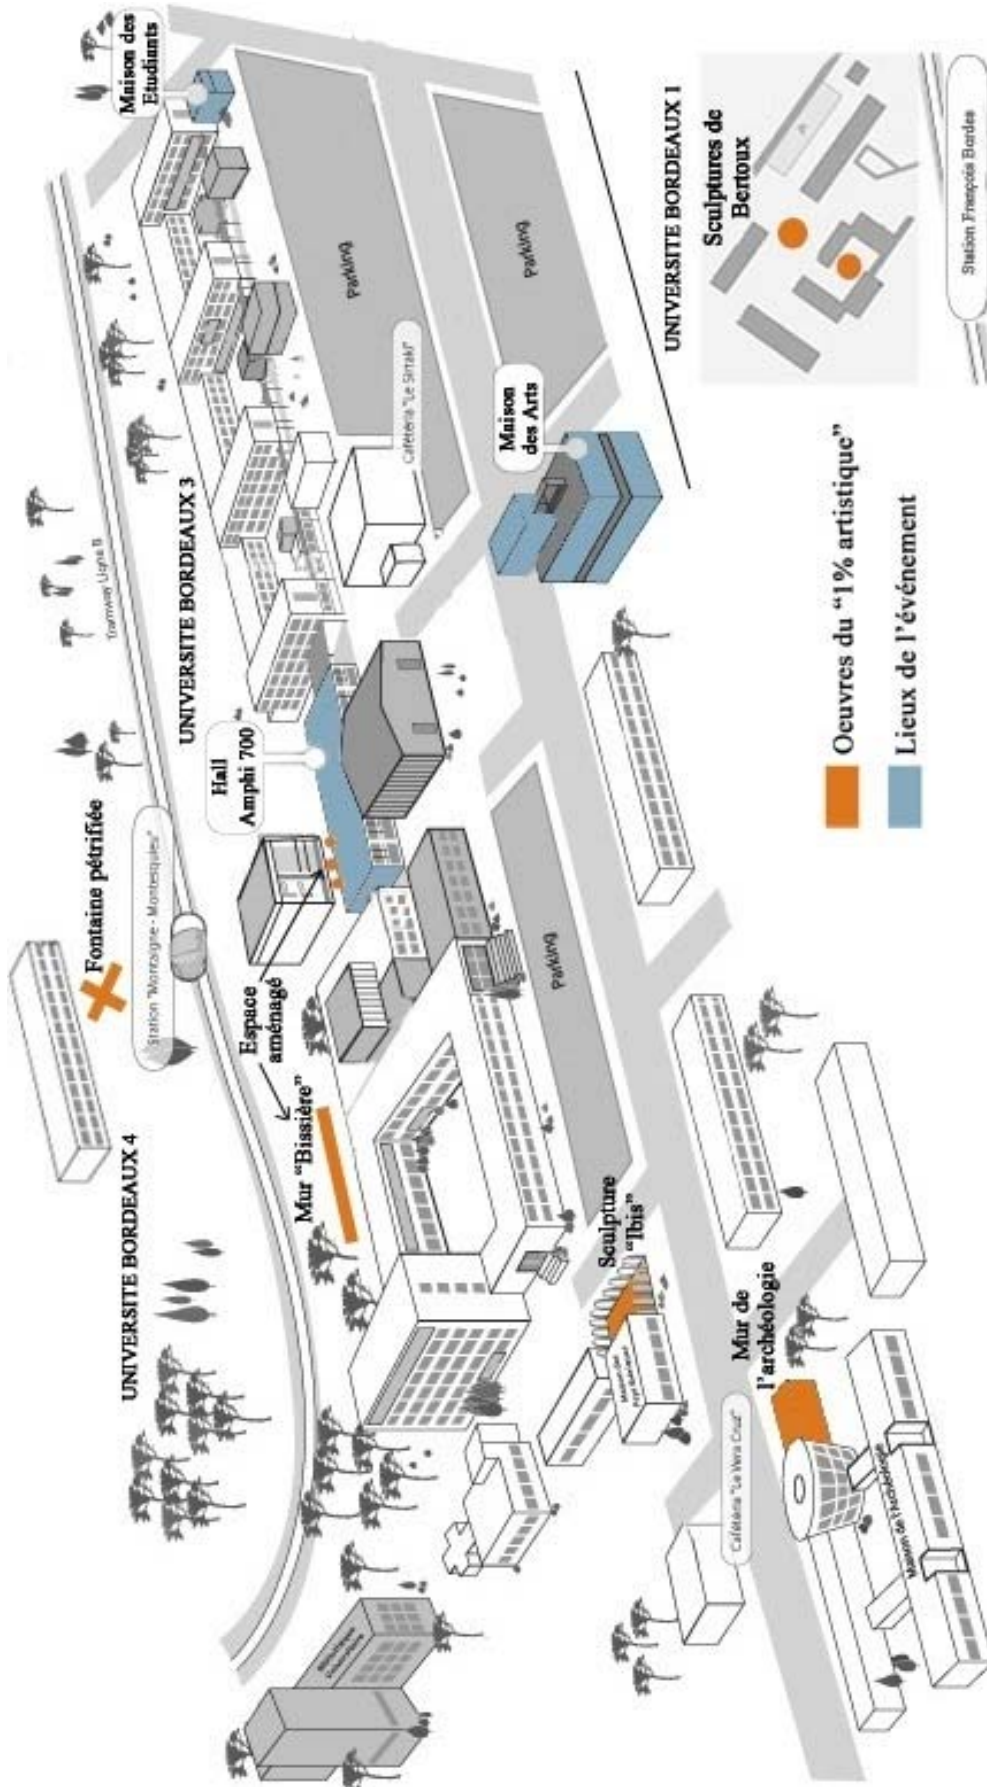 UNIVERSITE BORDEAUX 4
Fontaine pétrifiée
Station "Montaigne - Montesquieu"
Tramway Ligne B
UNIVERSITE BORDEAUX 3
Maison des
Etudiants
Mur "Bissière"
Espace
aménagé
Hall
Amphi 700
Parking
Cafétéria "Le Sirtaki"
Parking
Maison
des Arts
Parking
Sculpture
"Ibis"
Mur de
l'archéologie
Cafétéria "Le Vera Cruz"
Maison de l'Archéologie
UNIVERSITE BORDEAUX 1
Sculptures de
Bertoux
Station François Bordes
Oeuvres du "1% artistique"
Lieux de l'événement